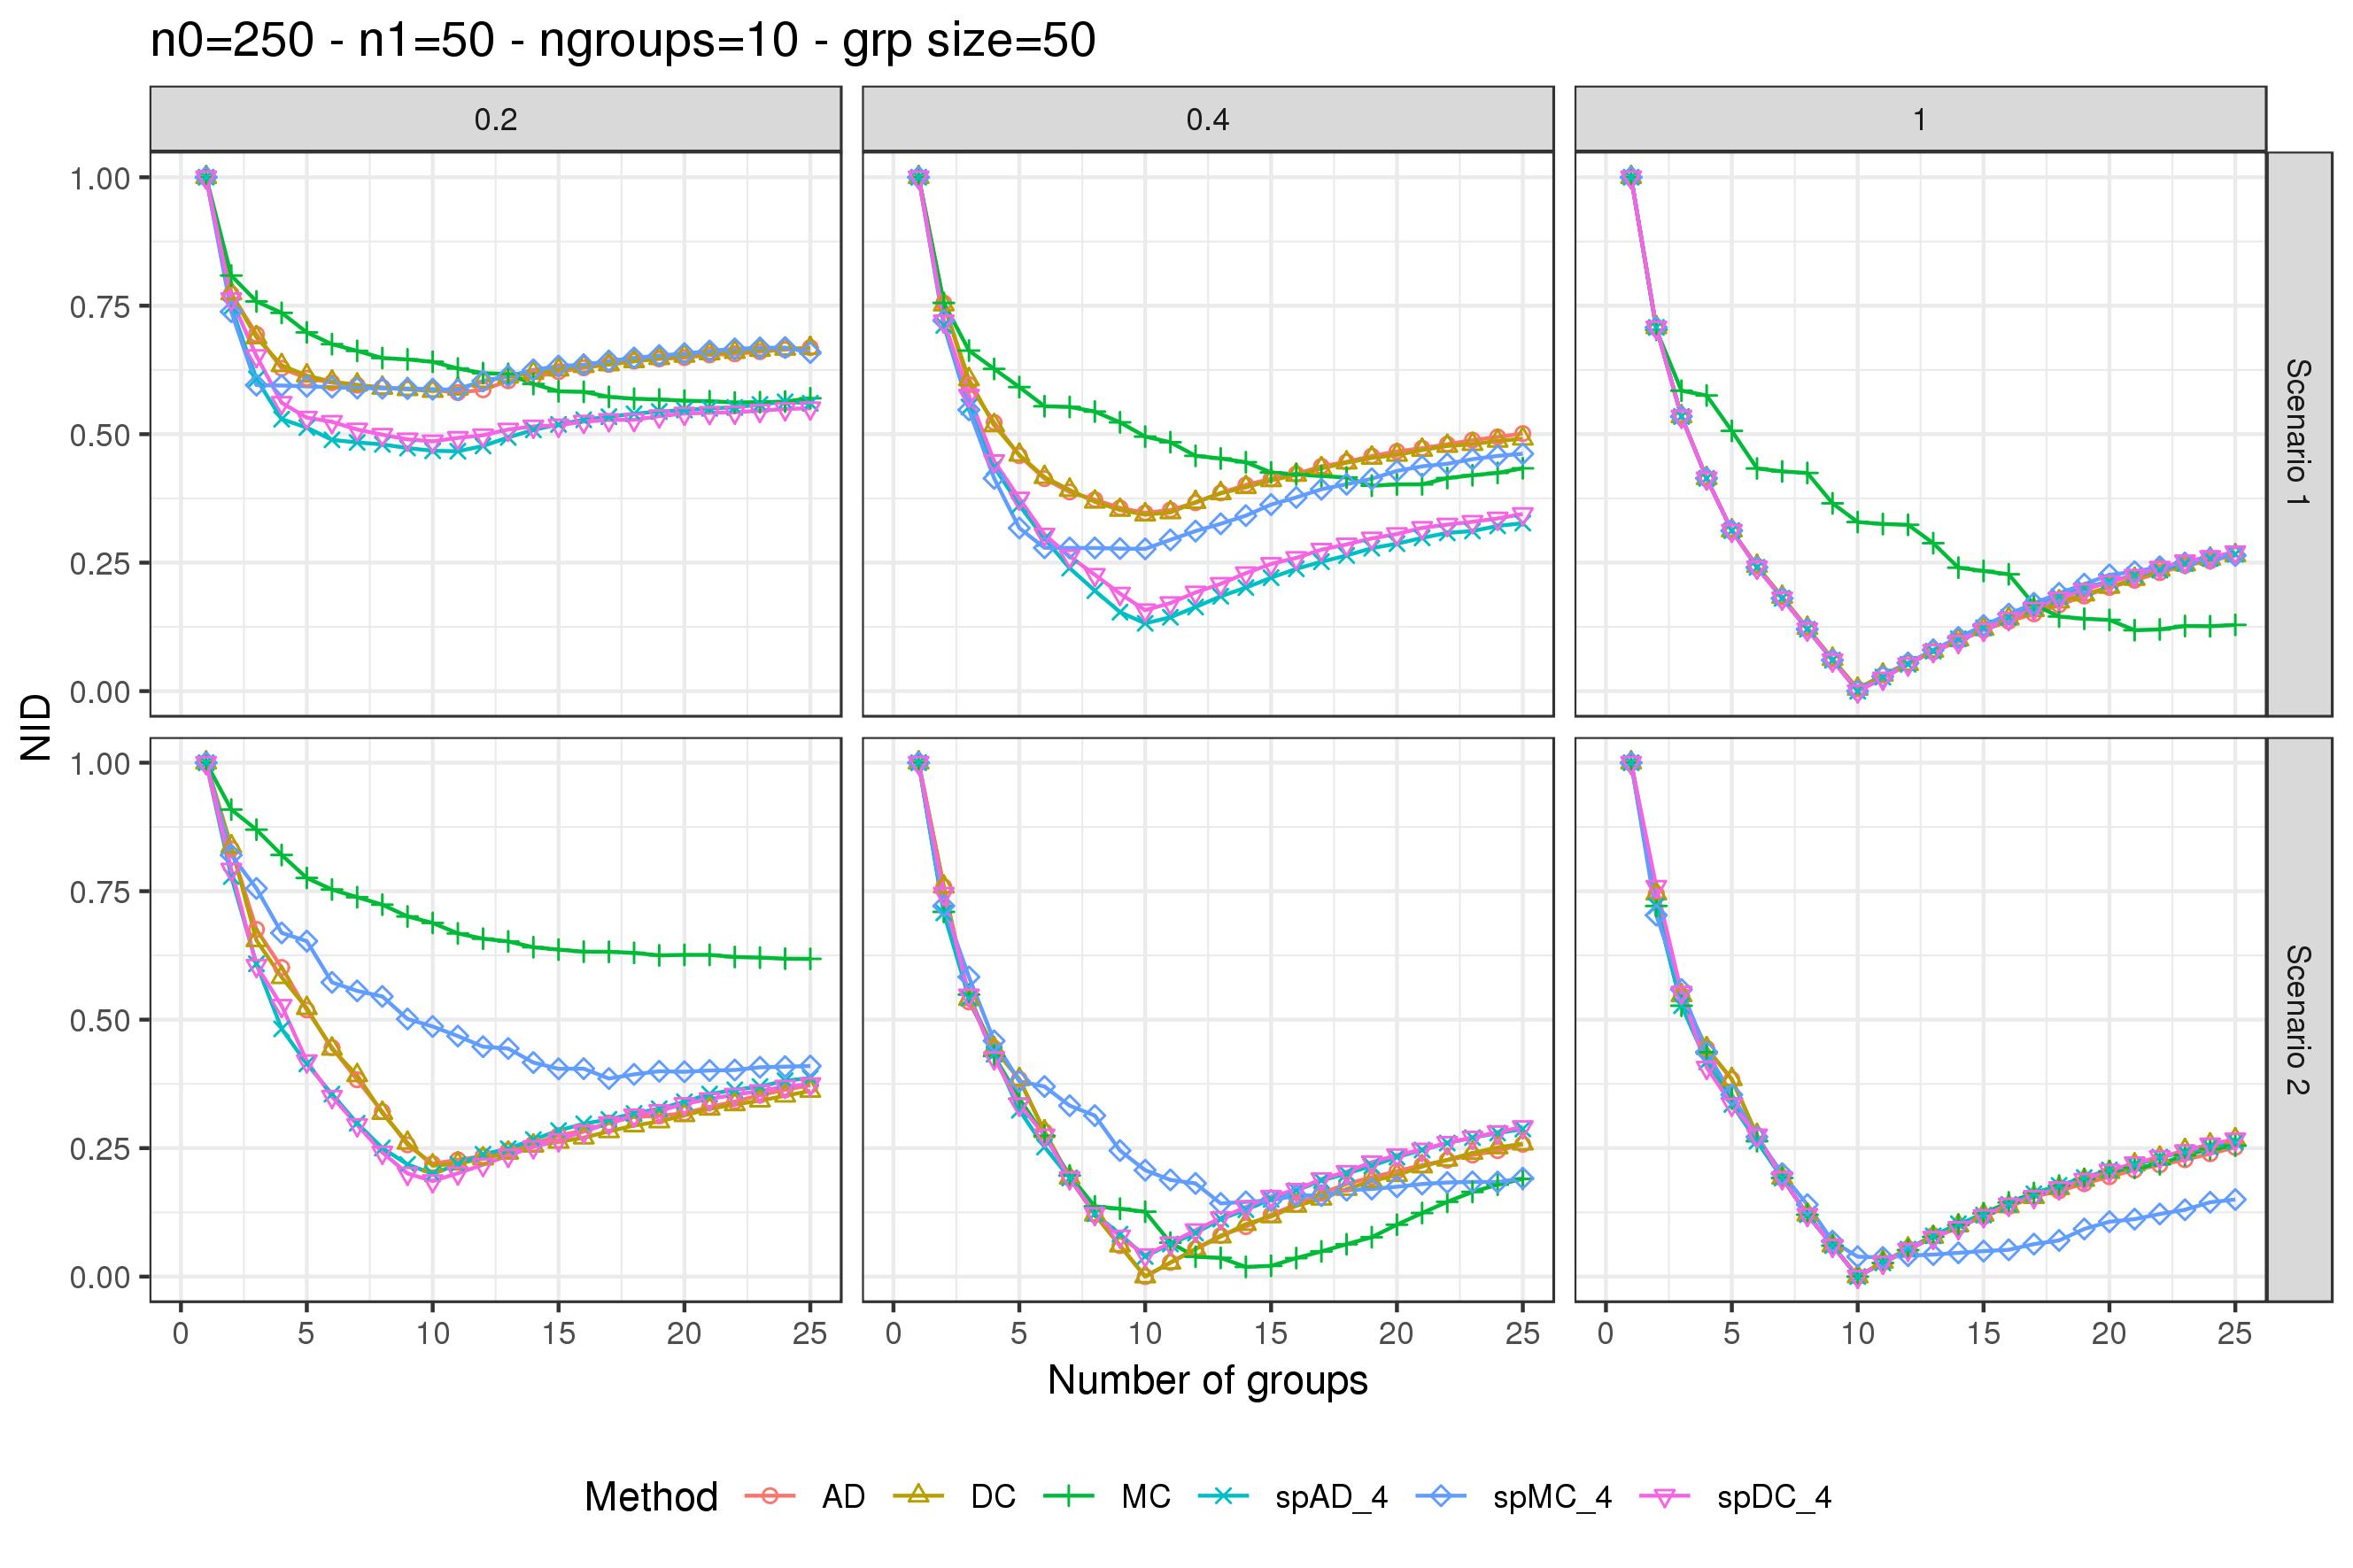 n0=250 - n1=50 - ngroups=10 - grp size=50
0.2 0.4 1
1.00
0.75
0.50
0.25
0.00
Scenario 1
NID
1.00
0.75
0.50
0.25
0.00
Scenario 2
0 5 10 15 20 25 0 5 10 15 20 25 0 5 10 15 20 25
Number of groups
Method AD DC MC spAD_4 spMC_4 spDC_4